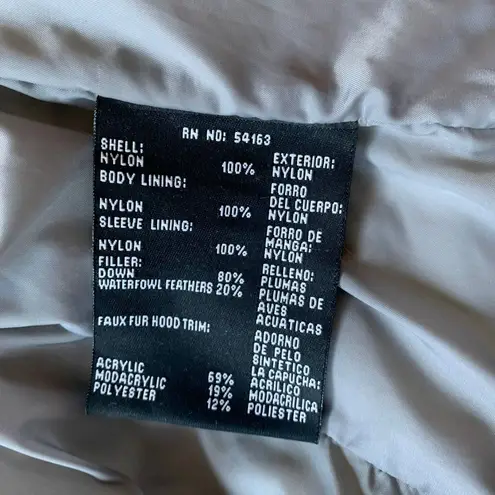 RN NO: 54163
SHELL:
NYLON 100%
BODY LINING:
NYLON 100%
SLEEVE LINING:
NYLON 100%
FILLER:
DOWN 80%
WATERFOWL FEATHERS 20%
FAUX FUR HOOD TRIM:
ACRYLIC 69%
MODACRYLIC 19%
POLYESTER 12%
EXTERIOR:
NYLON
FORRO
DEL CUERPO:
NYLON
FORRO DE
MANGA:
NYLON
RELLENO:
PLUMAS
PLUMAS DE
AVES
ACUATICAS
ADORNO
DE PELO
SINTETICO
LA CAPUCHA:
ACRILICO
MODACRILICA
POLIESTER